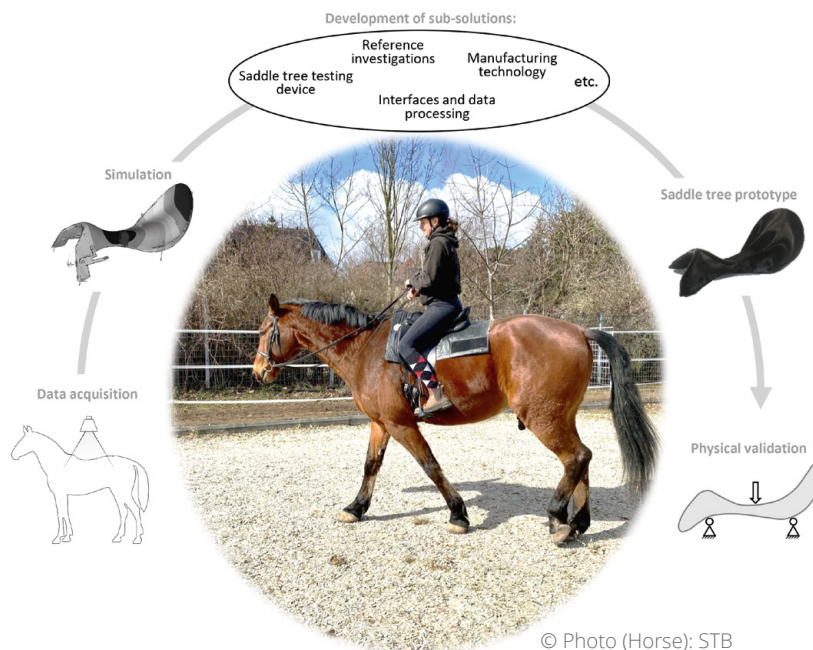 Development of sub-solutions:
Reference
investigations
Manufacturing
technology
Saddle tree testing
device
etc.
Interfaces and data
processing
Simulation
Saddle tree prototype
Data acquisition
Physical validation
© Photo (Horse): STB